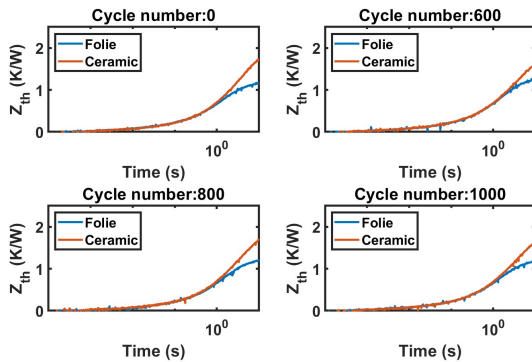 Cycle number:0
Z_th (K/W)
2
1
0
Folie
Ceramic
10^0
Time (s)
Cycle number:600
Z_th (K/W)
2
1
0
Folie
Ceramic
10^0
Time (s)
Cycle number:800
Z_th (K/W)
2
1
0
Folie
Ceramic
10^0
Time (s)
Cycle number:1000
Z_th (K/W)
2
1
0
Folie
Ceramic
10^0
Time (s)